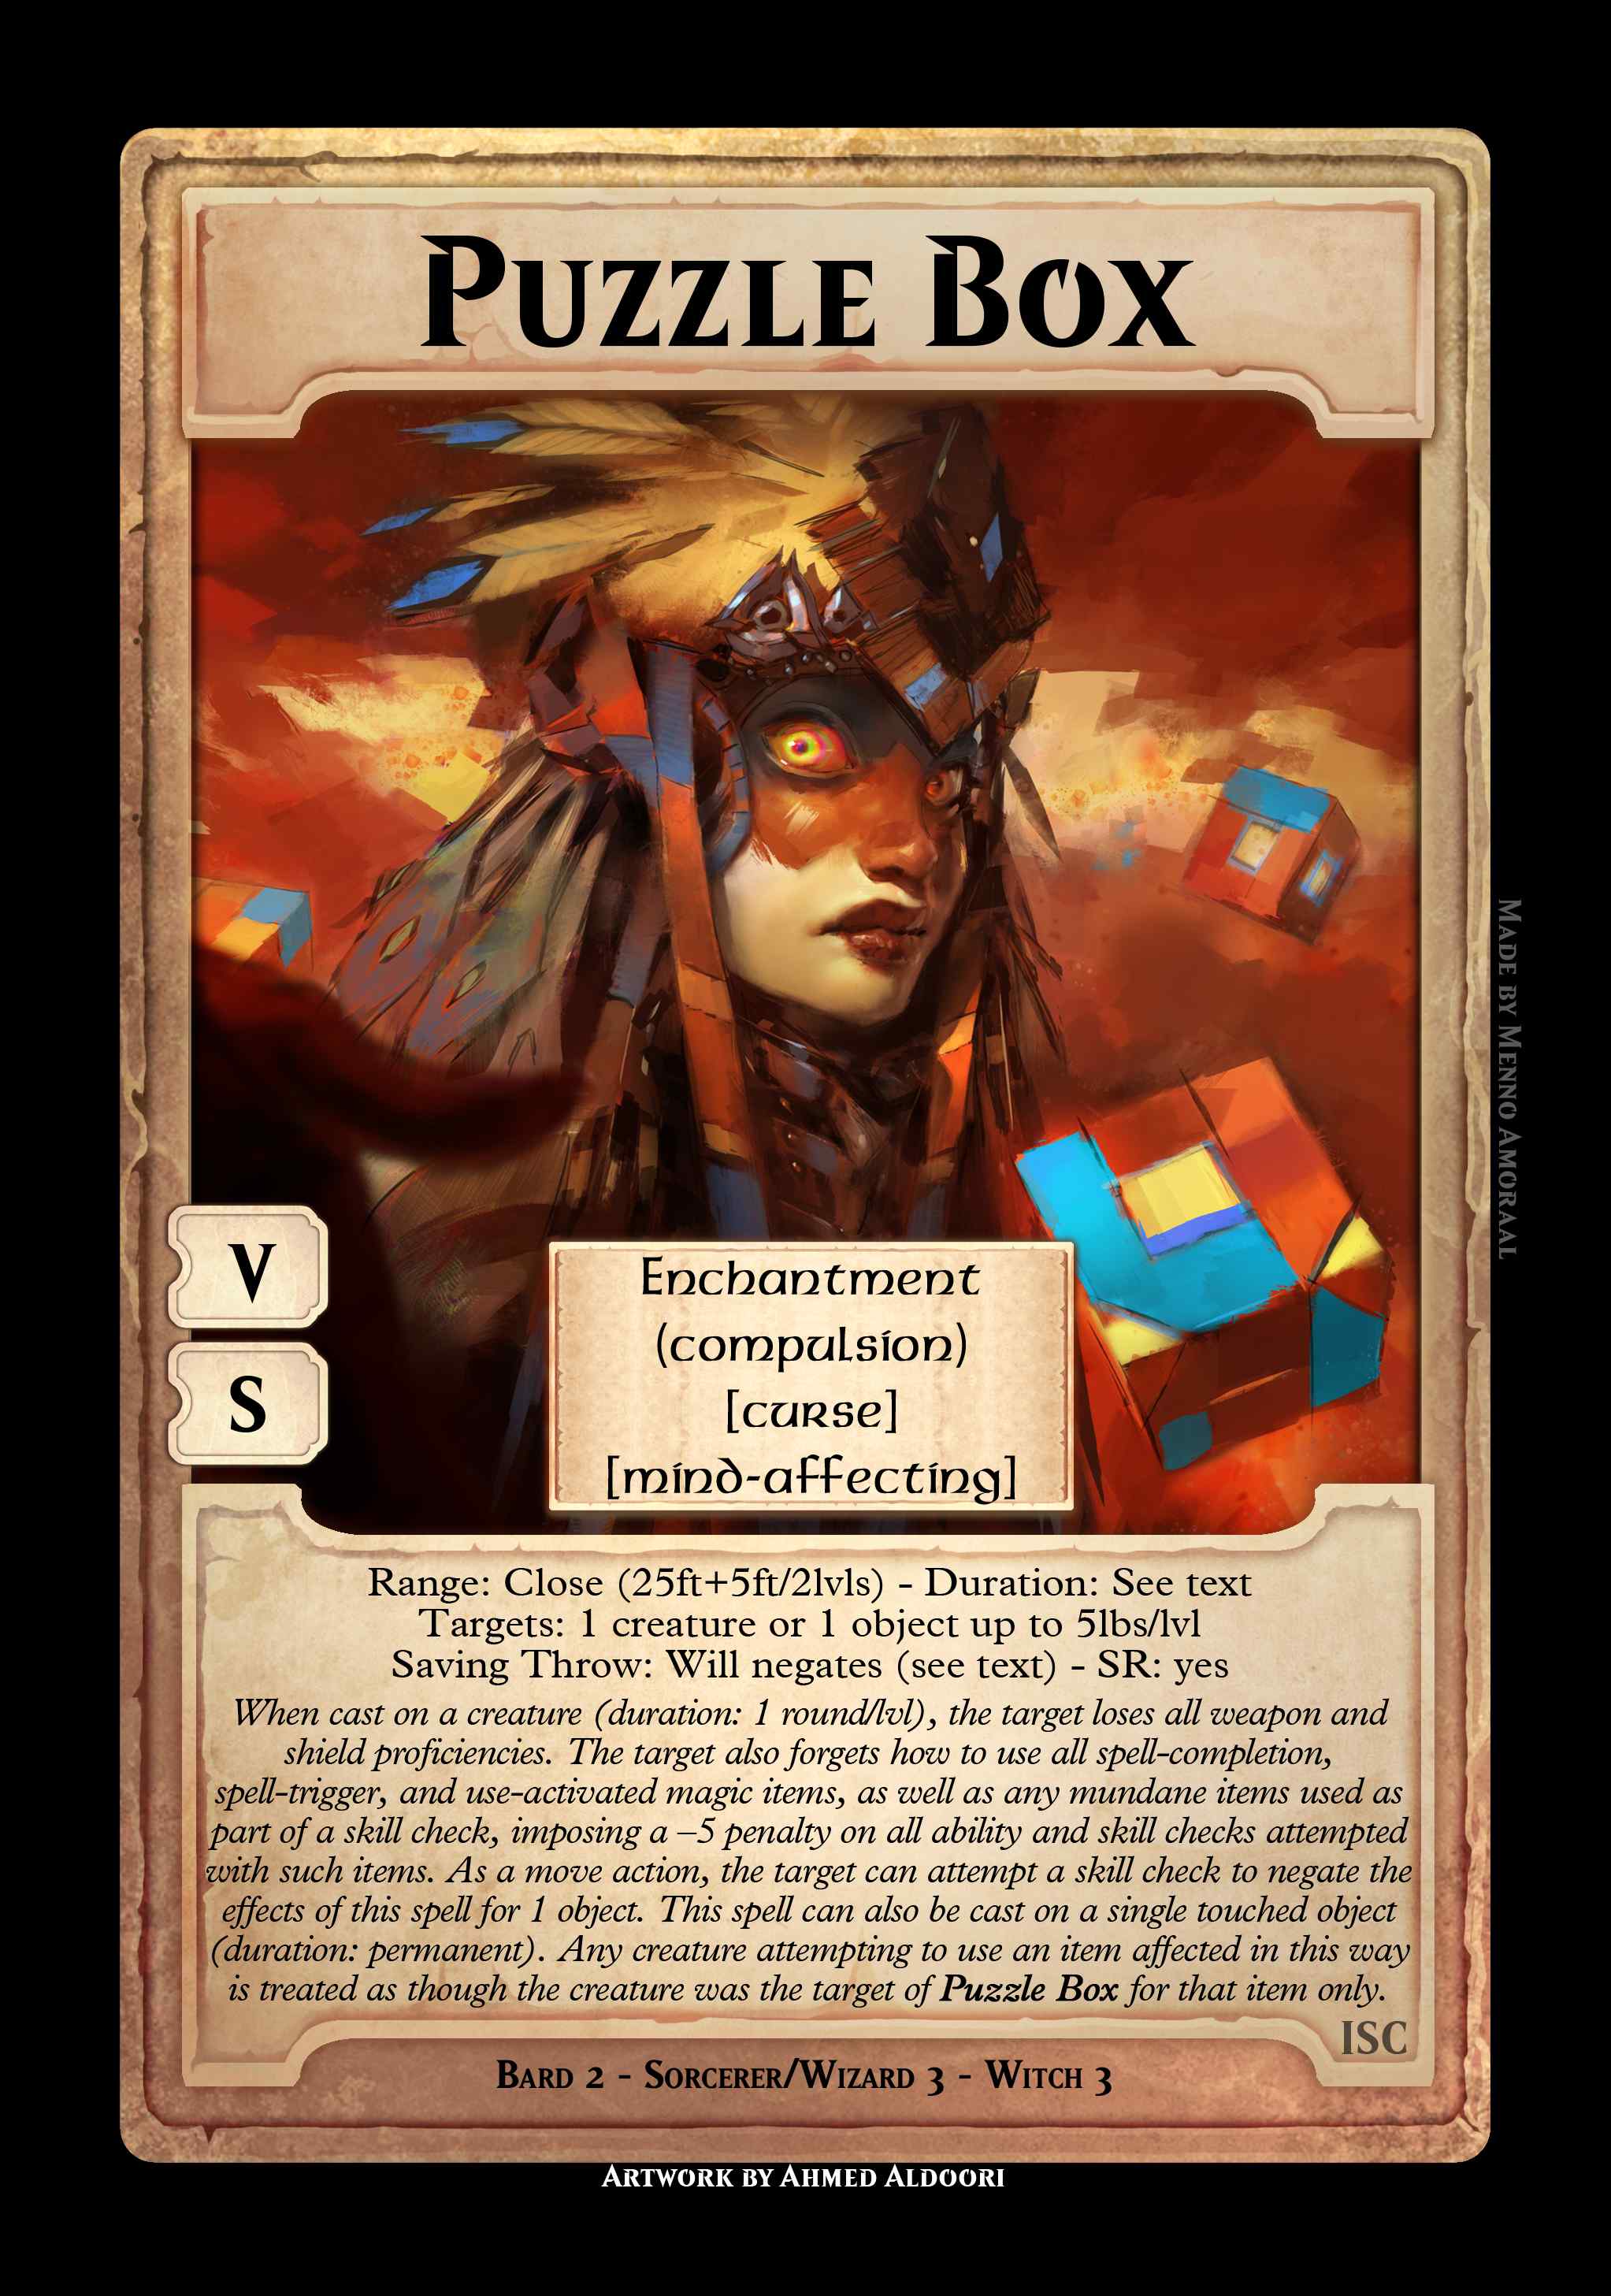 Puzzle Box
Made by Menno Amoraal
V
S
Enchantment
(compulsion)
[curse]
[mind-affecting]
Range: Close (25ft+5ft/2lvls) - Duration: See text
Targets: 1 creature or 1 object up to 5lbs/lvl
Saving Throw: Will negates (see text) - SR: yes
When cast on a creature (duration: 1 round/lvl), the target loses all weapon and
shield proficiencies. The target also forgets how to use all spell-completion,
spell-trigger, and use-activated magic items, as well as any mundane items used as
part of a skill check, imposing a –5 penalty on all ability and skill checks attempted
with such items. As a move action, the target can attempt a skill check to negate the
effects of this spell for 1 object. This spell can also be cast on a single touched object
(duration: permanent). Any creature attempting to use an item affected in this way
is treated as though the creature was the target of Puzzle Box for that item only.
ISC
Bard 2 - Sorcerer/Wizard 3 - Witch 3
Artwork by Ahmed Aldoori